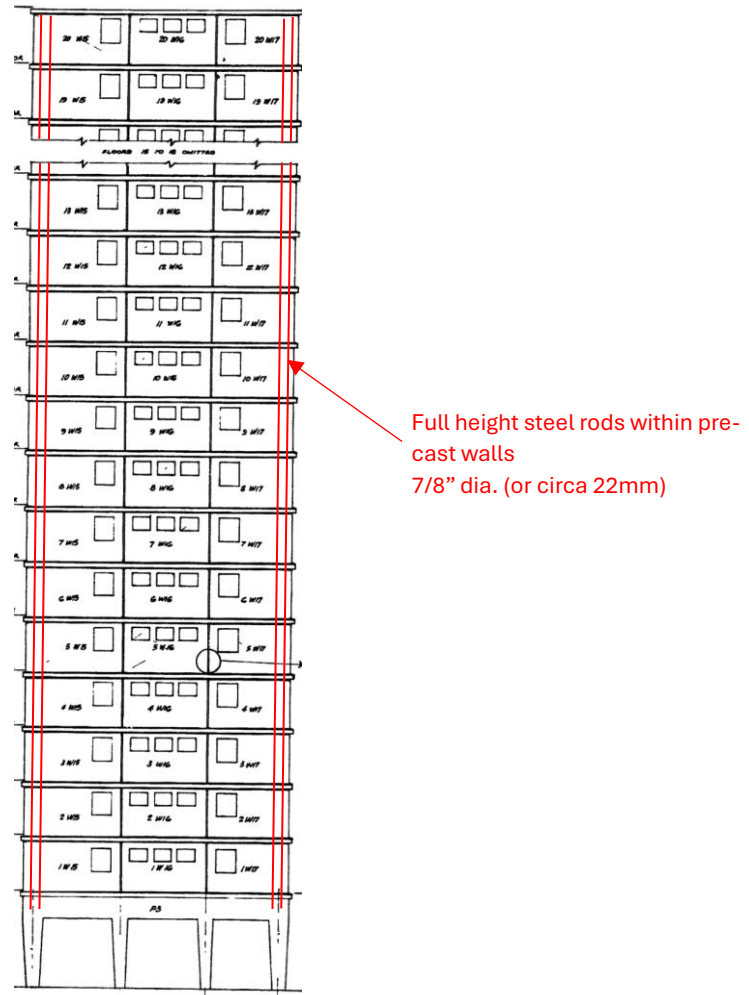 20 W15 20 W16 20 W17
19 W15 19 W16 19 W17
FLOORS 15 TO 18 OMITTED
13 W15 13 W16 13 W17
12 W15 12 W16 12 W17
11 W15 11 W16 11 W17
10 W15 10 W16 10 W17
Full height steel rods within pre-
cast walls
7/8” dia. (or circa 22mm)
9 W15 9 W16 9 W17
8 W15 8 W16 8 W17
7 W15 7 W16 7 W17
6 W15 6 W16 6 W17
5 W15 5 W16 5 W17
4 W15 4 W16 4 W17
3 W15 3 W16 3 W17
2 W15 2 W16 2 W17
1 W15 1 W16 1 W17